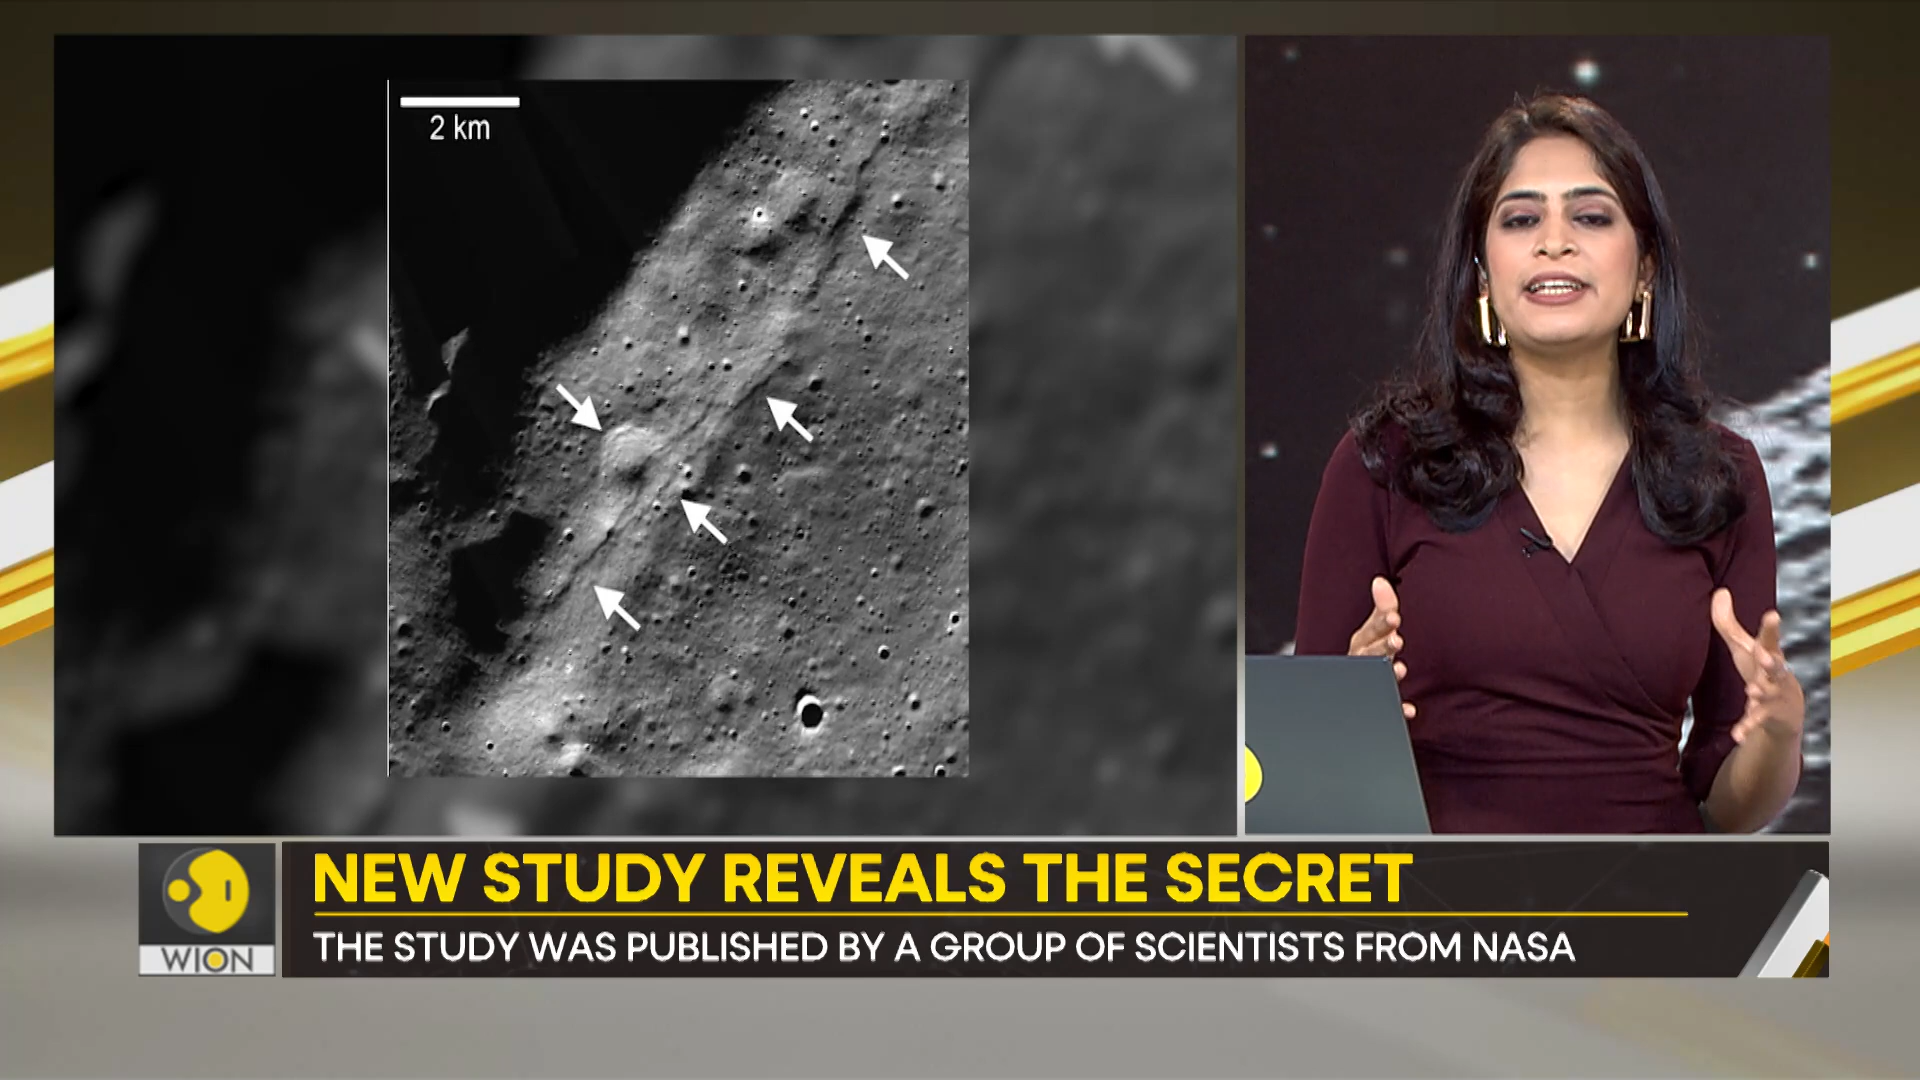 2 km
NEW STUDY REVEALS THE SECRET
THE STUDY WAS PUBLISHED BY A GROUP OF SCIENTISTS FROM NASA
WION